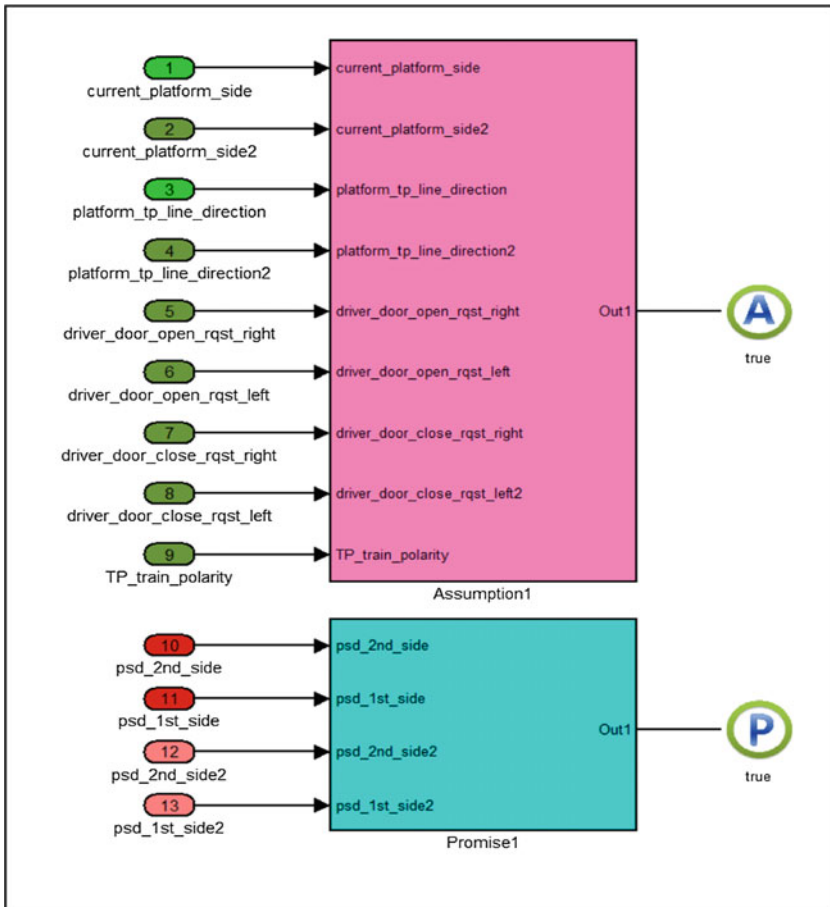 1
current_platform_side
current_platform_side
2
current_platform_side2
current_platform_side2
3
platform_tp_line_direction
platform_tp_line_direction
4
platform_tp_line_direction2
platform_tp_line_direction2
5
driver_door_open_rqst_right
driver_door_open_rqst_right
6
driver_door_open_rqst_left
driver_door_open_rqst_left
7
driver_door_close_rqst_right
driver_door_close_rqst_right
8
driver_door_close_rqst_left
driver_door_close_rqst_left2
9
TP_train_polarity
TP_train_polarity
Out1
A
true
Assumption1
10
psd_2nd_side
psd_2nd_side
11
psd_1st_side
psd_1st_side
12
psd_2nd_side2
psd_2nd_side2
13
psd_1st_side2
psd_1st_side2
Out1
P
true
Promise1